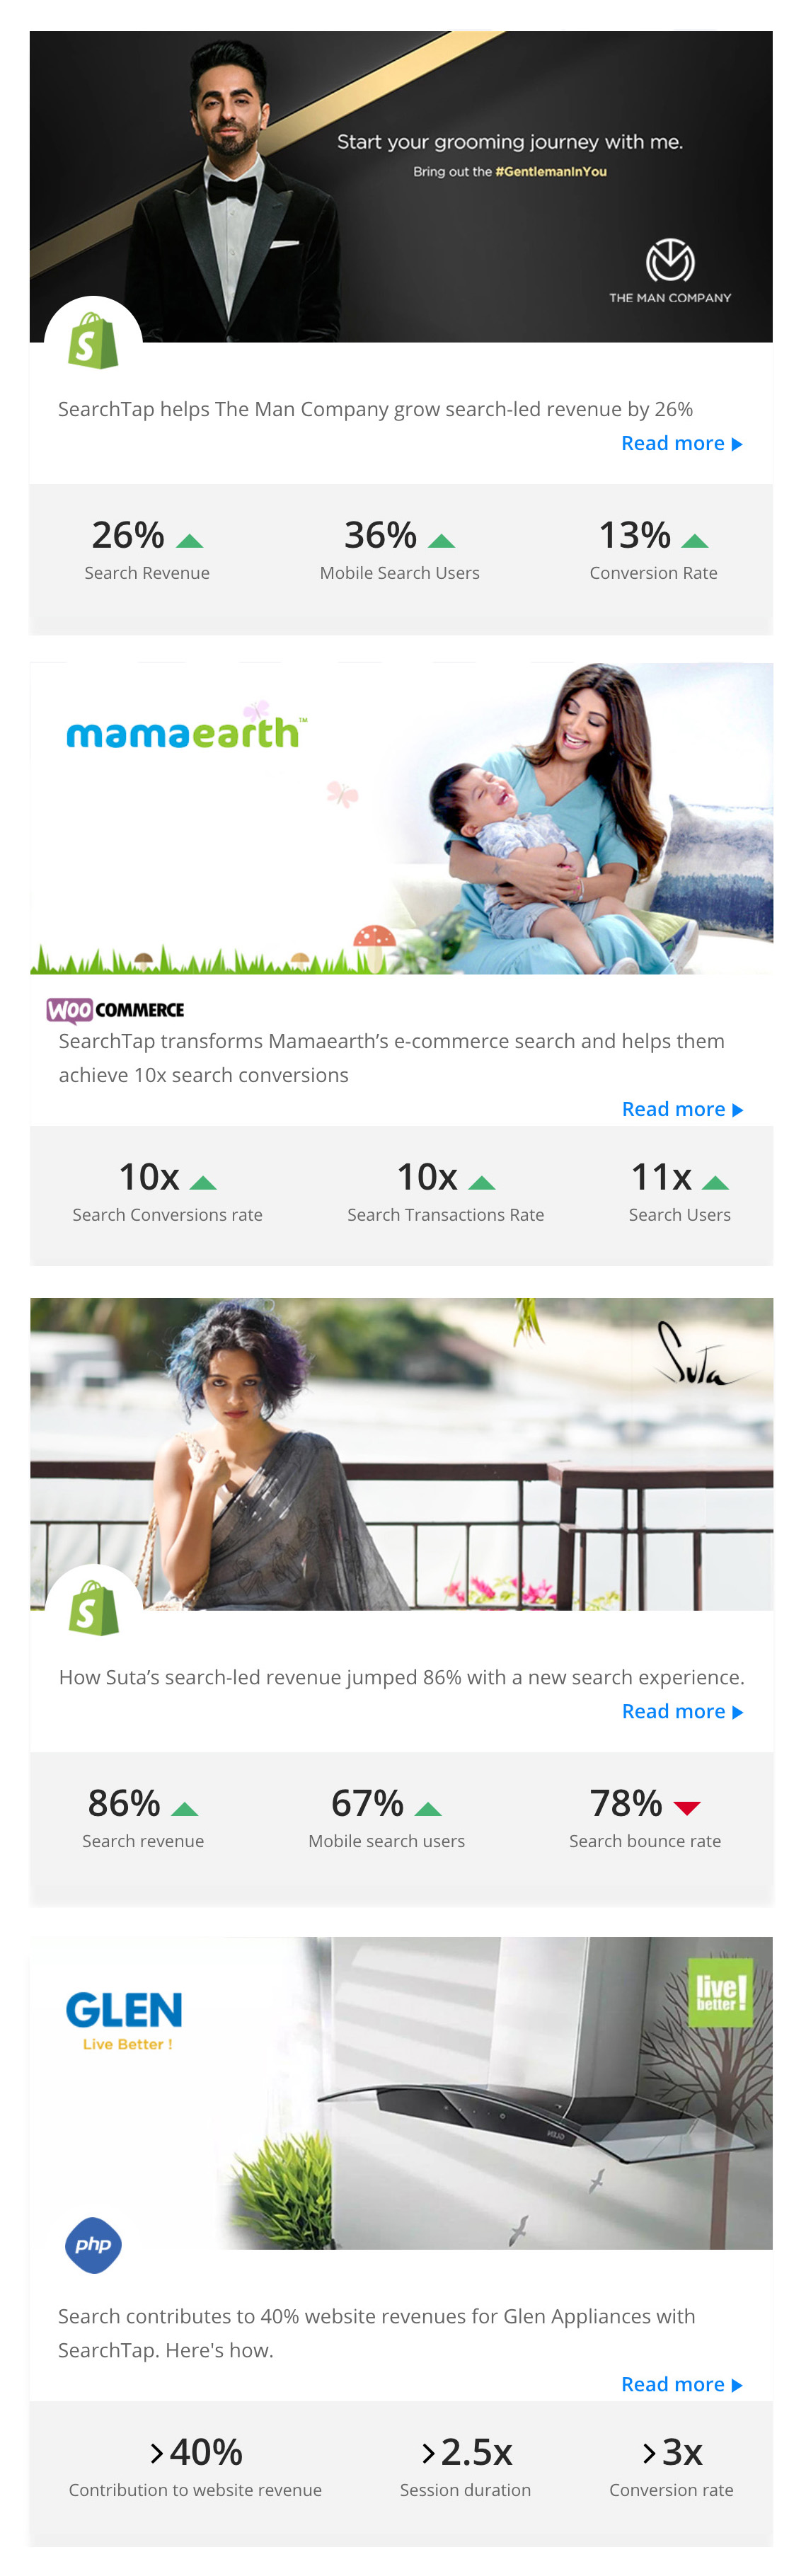 Start your grooming journey with me.
Bring out the #GentlemanInYou
THE MAN COMPANY
S
SearchTap helps The Man Company grow search-led revenue by 26%
Read more
26%
36%
13%
Search Revenue
Mobile Search Users
Conversion Rate
mamaearth™
WOO COMMERCE
SearchTap transforms Mamaearth’s e-commerce search and helps them
achieve 10x search conversions
Read more
10x
10x
11x
Search Conversions rate
Search Transactions Rate
Search Users
Suta
S
How Suta’s search-led revenue jumped 86% with a new search experience.
Read more
86%
67%
78%
Search revenue
Mobile search users
Search bounce rate
GLEN
Live Better !
live!
better
GLEN
php
Search contributes to 40% website revenues for Glen Appliances with
SearchTap. Here's how.
Read more
>40%
>2.5x
>3x
Contribution to website revenue
Session duration
Conversion rate